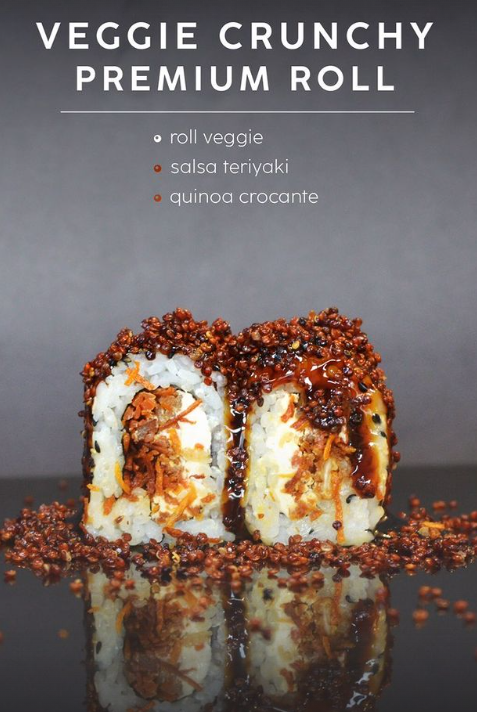 VEGGIE CRUNCHY
PREMIUM ROLL
roll veggie
salsa teriyaki
quinoa crocante